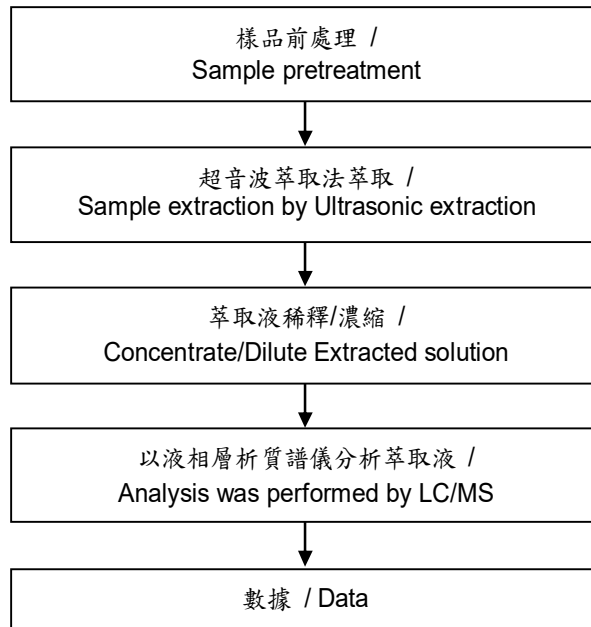 樣品前處理 /
Sample pretreatment
超音波萃取法萃取 /
Sample extraction by Ultrasonic extraction
萃取液稀釋/濃縮 /
Concentrate/Dilute Extracted solution
以液相層析質譜儀分析萃取液 /
Analysis was performed by LC/MS
數據 / Data